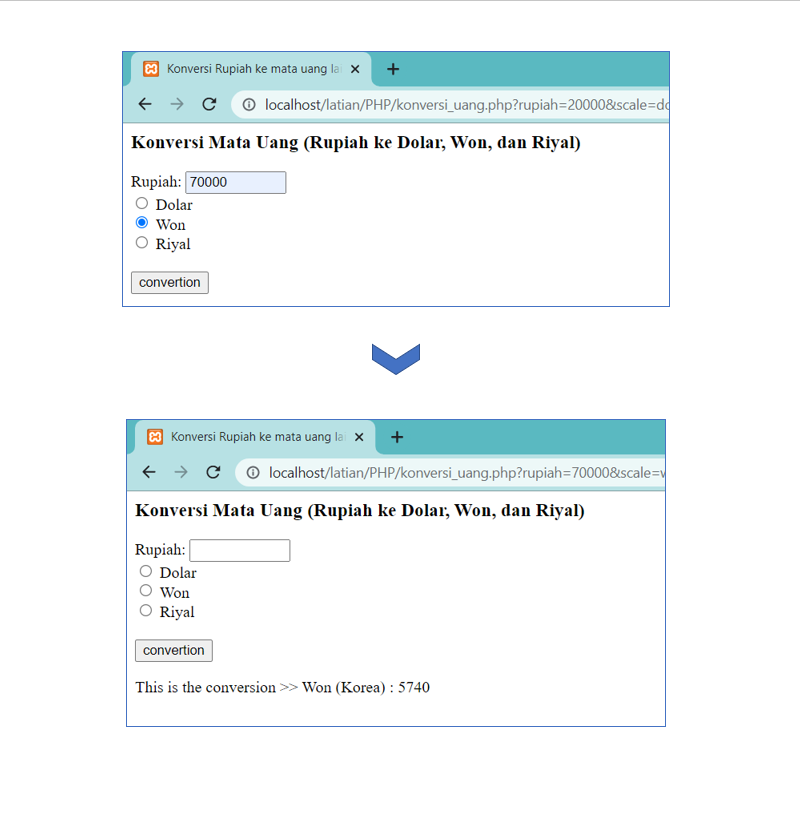 Konversi Rupiah ke mata uang la
localhost/latian/PHP/konversi_uang.php?rupiah=20000&scale=do
Konversi Mata Uang (Rupiah ke Dolar, Won, dan Riyal)
Rupiah: 70000
Dolar
Won
Riyal
convertion
Konversi Rupiah ke mata uang la
localhost/latian/PHP/konversi_uang.php?rupiah=70000&scale=w
Konversi Mata Uang (Rupiah ke Dolar, Won, dan Riyal)
Rupiah:
Dolar
Won
Riyal
convertion
This is the conversion >> Won (Korea) : 5740